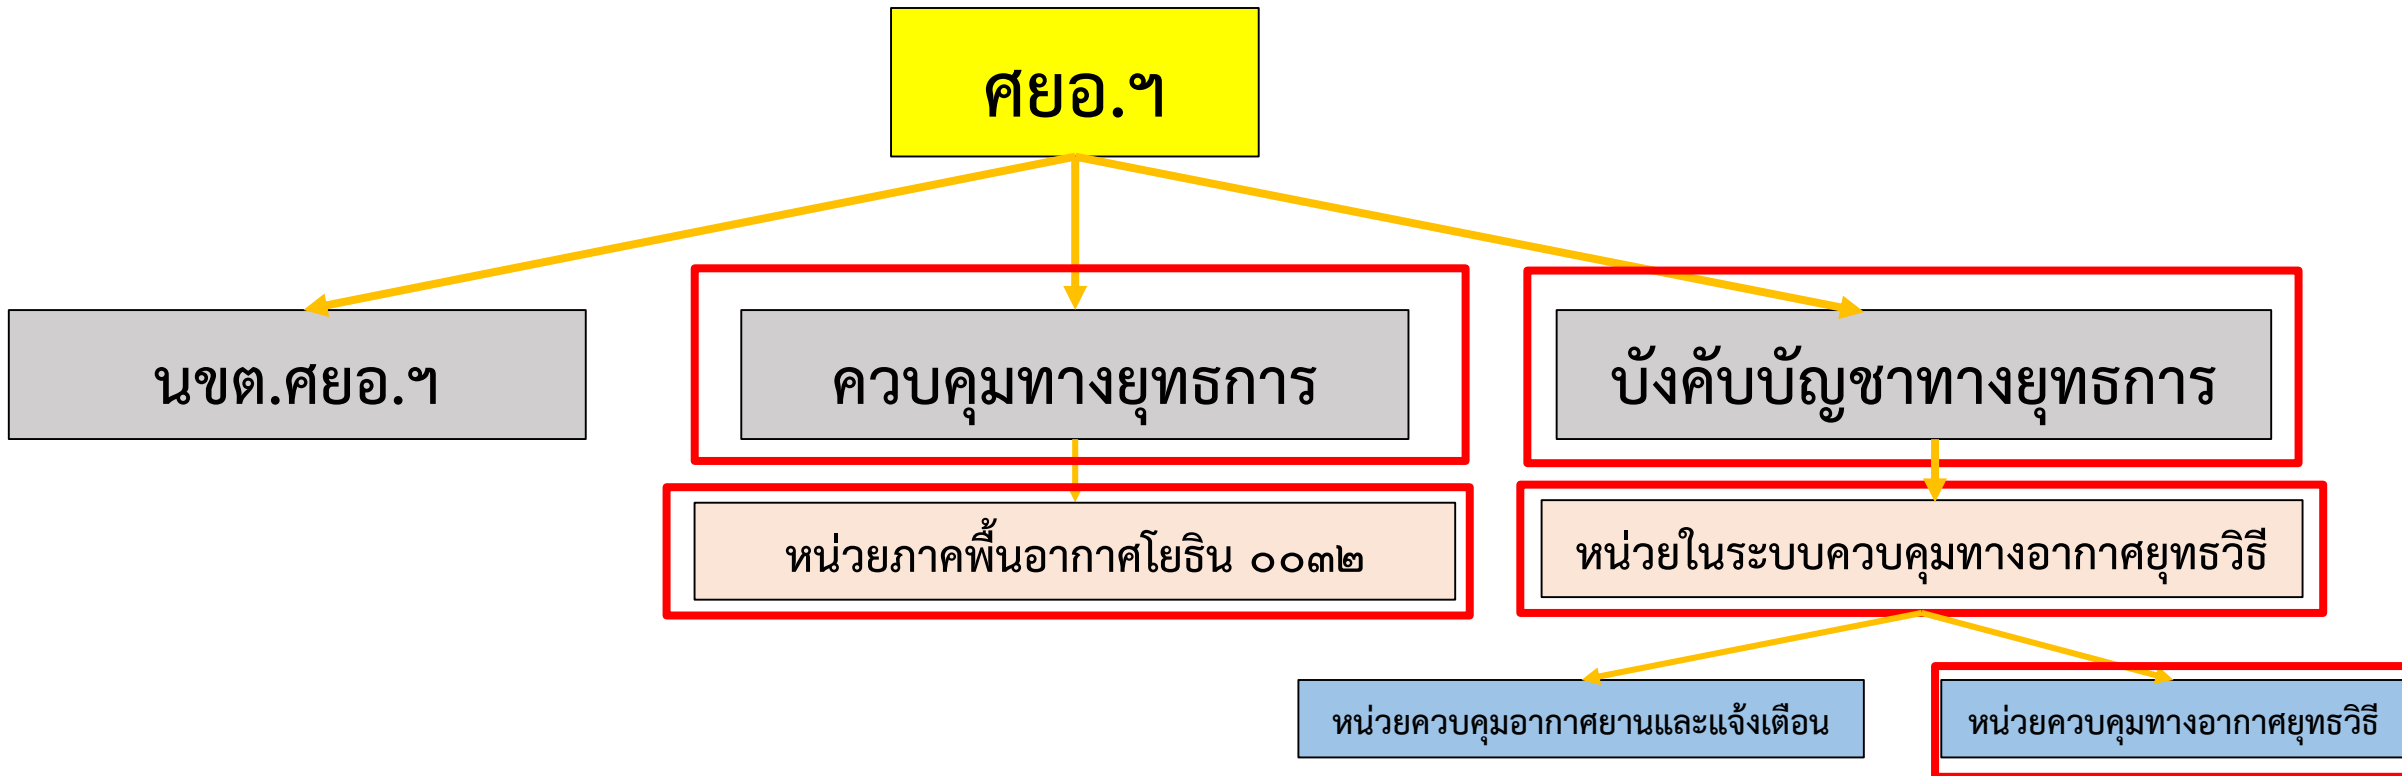 ศยอ.ฯ
นขต.ศยอ.ฯ
ควบคุมทางยุทธการ
บังคับบัญชาทางยุทธการ
หน่วยภาคพื้นอากาศโยธิน ๐๐๓๒
หน่วยในระบบควบคุมทางอากาศยุทธวิธี
หน่วยควบคุมอากาศยานและแจ้งเตือน
หน่วยควบคุมทางอากาศยุทธวิธี